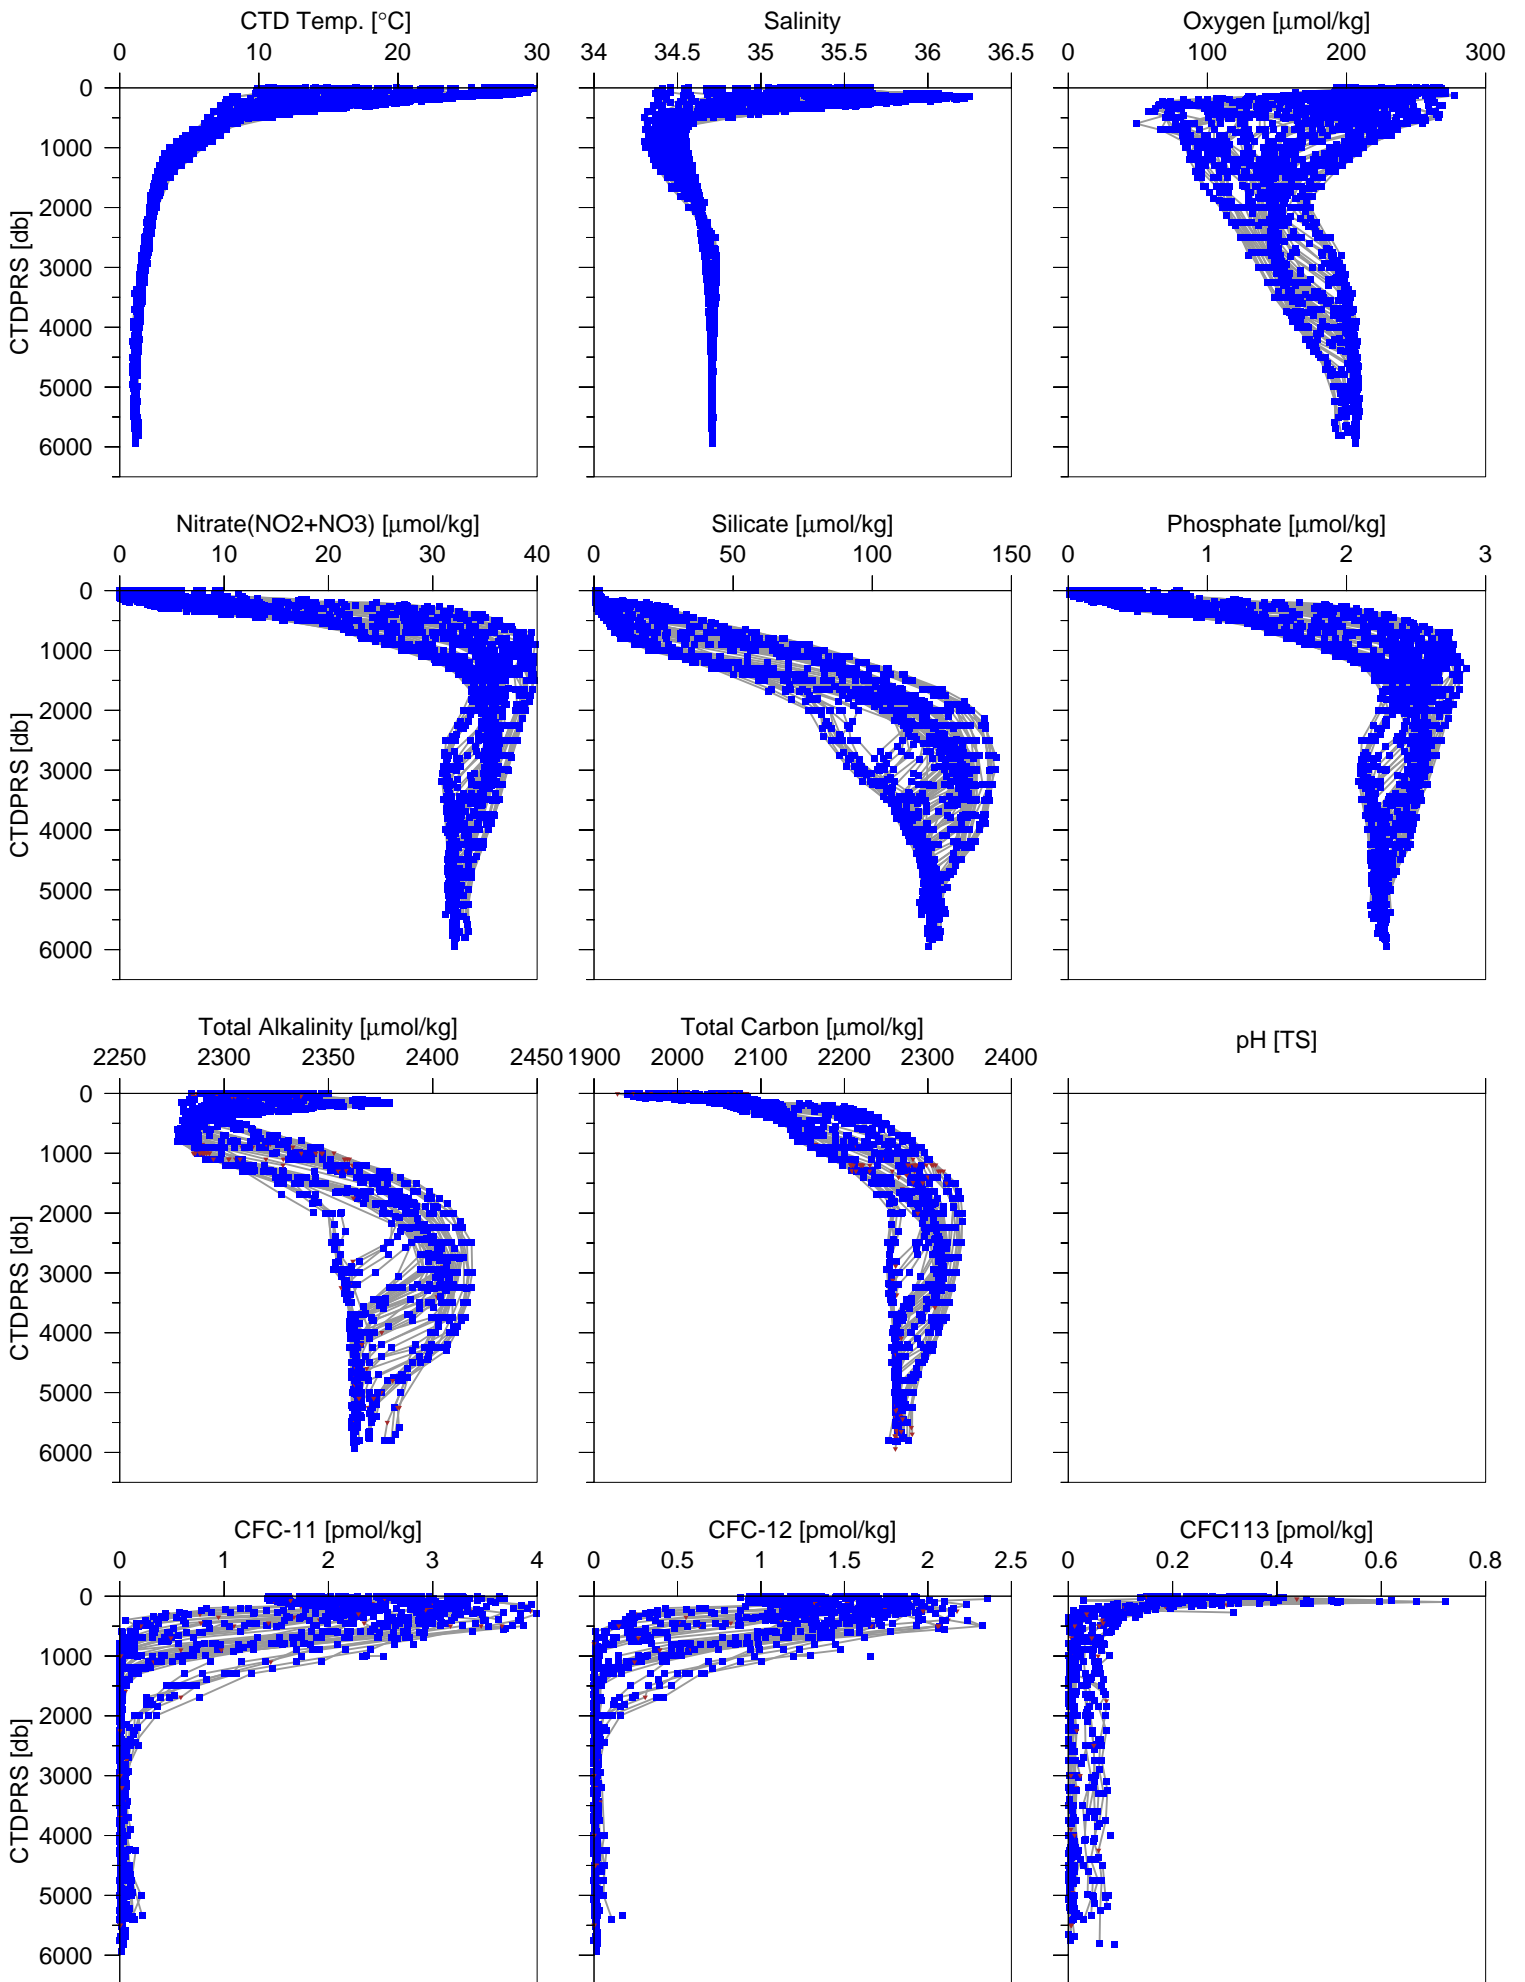 CTD Temp. [°C] Salinity Oxygen [μmol/kg]
0 10 20 30 34 34.5 35 35.5 36 36.5 0 100 200 300
0
1000
2000
3000
4000
5000
6000
CTDPRS [db]
Nitrate(NO2+NO3) [μmol/kg] Silicate [μmol/kg] Phosphate [μmol/kg]
0 10 20 30 40 0 50 100 150 0 1 2 3
0
1000
2000
3000
4000
5000
6000
CTDPRS [db]
Total Alkalinity [μmol/kg] Total Carbon [μmol/kg] pH [TS]
2250 2300 2350 2400 2450 1900 2000 2100 2200 2300 2400
0
1000
2000
3000
4000
5000
6000
CTDPRS [db]
CFC-11 [pmol/kg] CFC-12 [pmol/kg] CFC113 [pmol/kg]
0 1 2 3 4 0 0.5 1 1.5 2 2.5 0 0.2 0.4 0.6 0.8
0
1000
2000
3000
4000
5000
6000
CTDPRS [db]